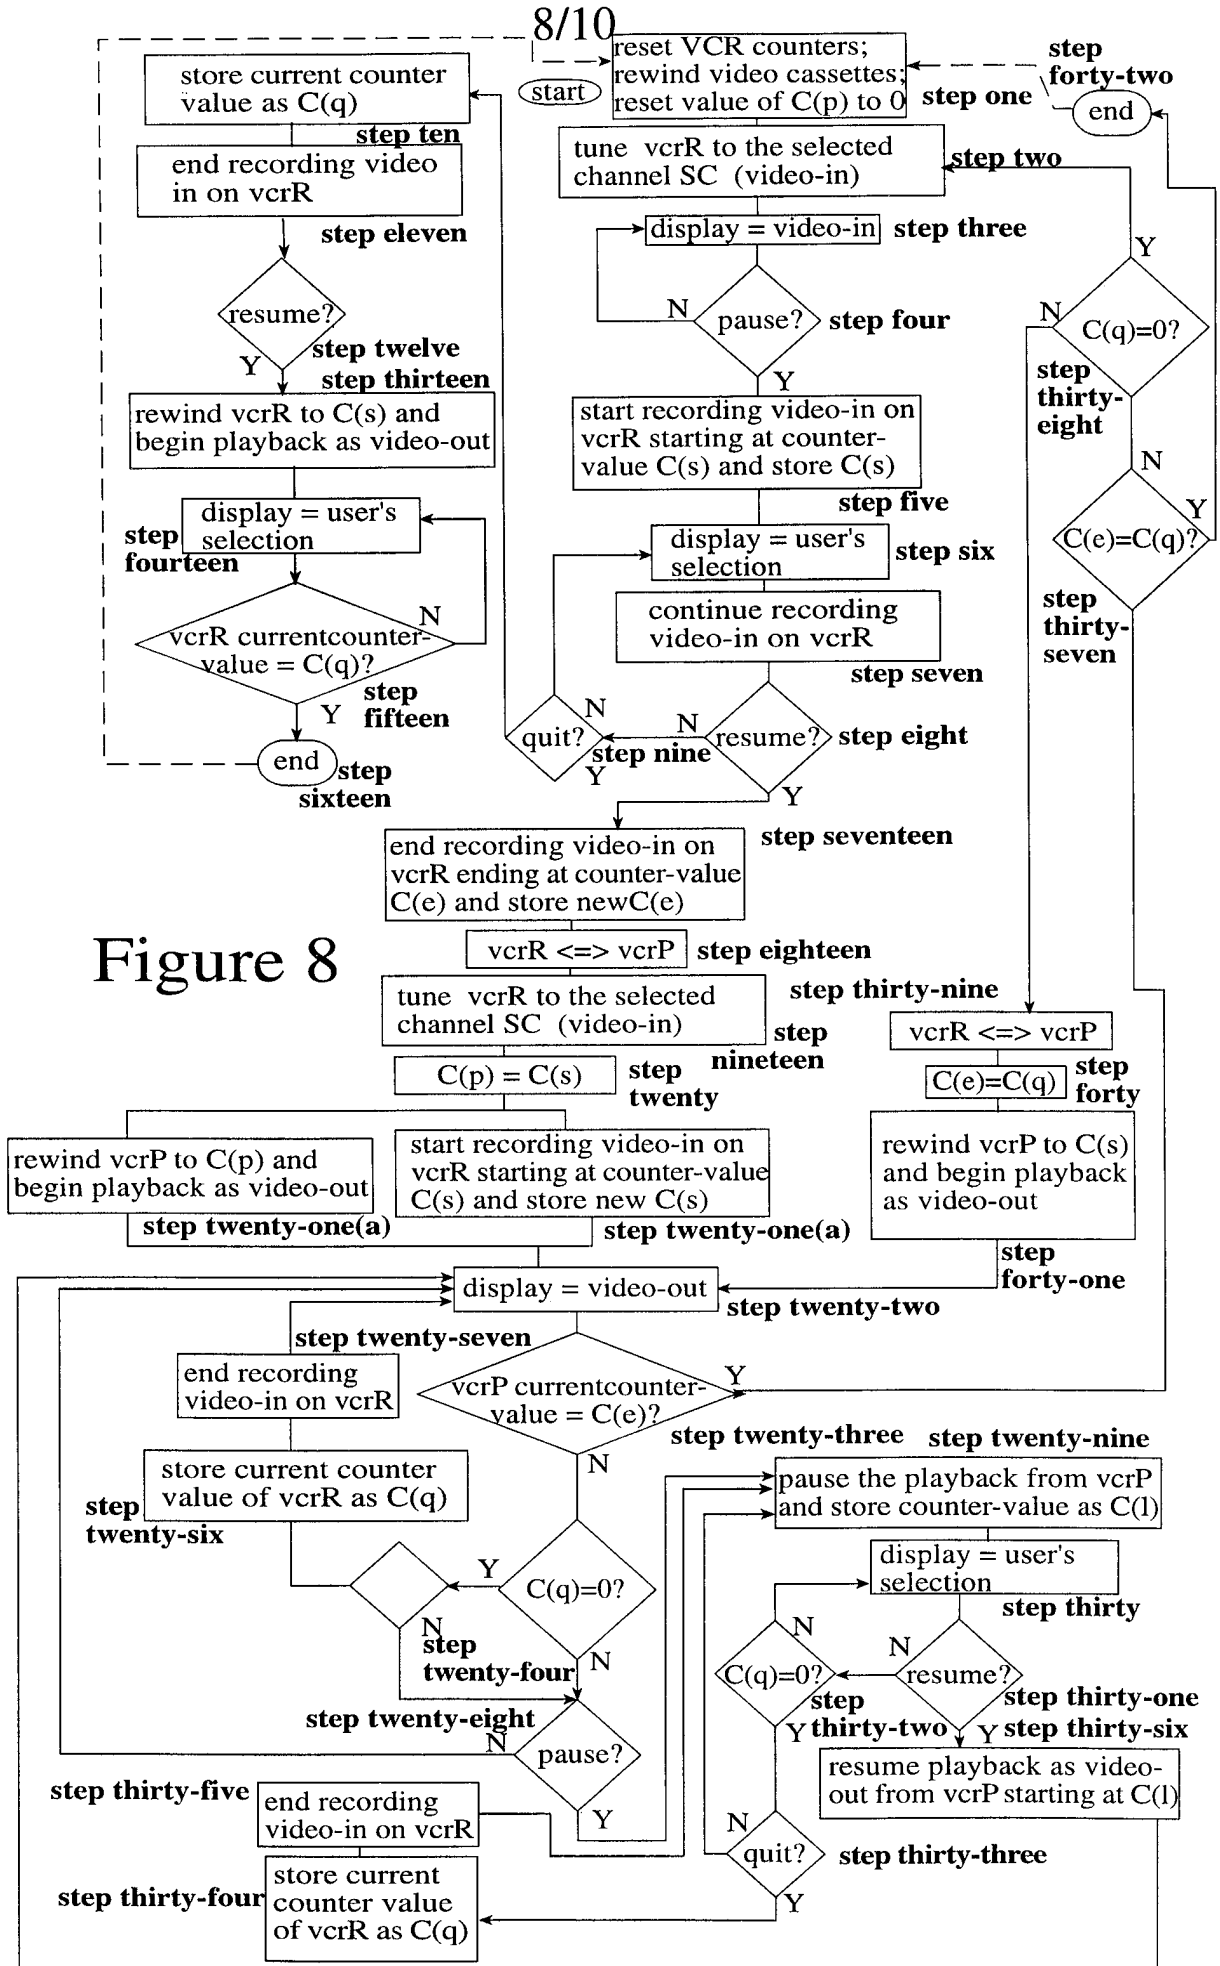 8/10
reset VCR counters;
rewind video cassettes;
reset value of C(p) to 0
step one
start
step
forty-two
end
store current counter
value as C(q)
step ten
end recording video
in on vcrR
step eleven
resume?
step twelve
Y
step thirteen
rewind vcrR to C(s) and
begin playback as video-out
display = user's
selection
step
fourteen
N
vcrR currentcounter-
value = C(q)?
step
fifteen
Y
end
step
sixteen
tune vcrR to the selected
channel SC (video-in)
step two
display = video-in
step three
N
pause?
step four
Y
start recording video-in on
vcrR starting at counter-
value C(s) and store C(s)
step five
display = user's
selection
step six
continue recording
video-in on vcrR
step seven
N
quit?
step nine
Y
N
resume?
step eight
Y
Y
N
C(q)=0?
step
thirty-
eight
N
Y
C(e)=C(q)?
step
thirty-
seven
end recording video-in on
vcrR ending at counter-value
C(e) and store newC(e)
step seventeen
Figure 8
vcrR <=> vcrP
step eighteen
tune vcrR to the selected
channel SC (video-in)
step
nineteen
C(p) = C(s)
step
twenty
step thirty-nine
vcrR <=> vcrP
C(e)=C(q)
step
forty
rewind vcrP to C(s)
and begin playback
as video-out
step
forty-one
rewind vcrP to C(p) and
begin playback as video-out
step twenty-one(a)
start recording video-in on
vcrR starting at counter-value
C(s) and store new C(s)
step twenty-one(a)
display = video-out
step twenty-two
step twenty-seven
end recording
video-in on vcrR
vcrP currentcounter-
value = C(e)?
Y
step twenty-three
N
store current counter
value of vcrR as C(q)
step
twenty-six
Y
C(q)=0?
N
step
twenty-four
N
step twenty-eight
N
pause?
Y
step twenty-nine
pause the playback from vcrP
and store counter-value as C(l)
display = user's
selection
step thirty
N
C(q)=0?
step
thirty-two
Y
N
resume?
step thirty-one
Y
step thirty-six
resume playback as video-
out from vcrP starting at C(l)
N
quit?
step thirty-three
Y
step thirty-five
end recording
video-in on vcrR
step thirty-four
store current
counter value
of vcrR as C(q)